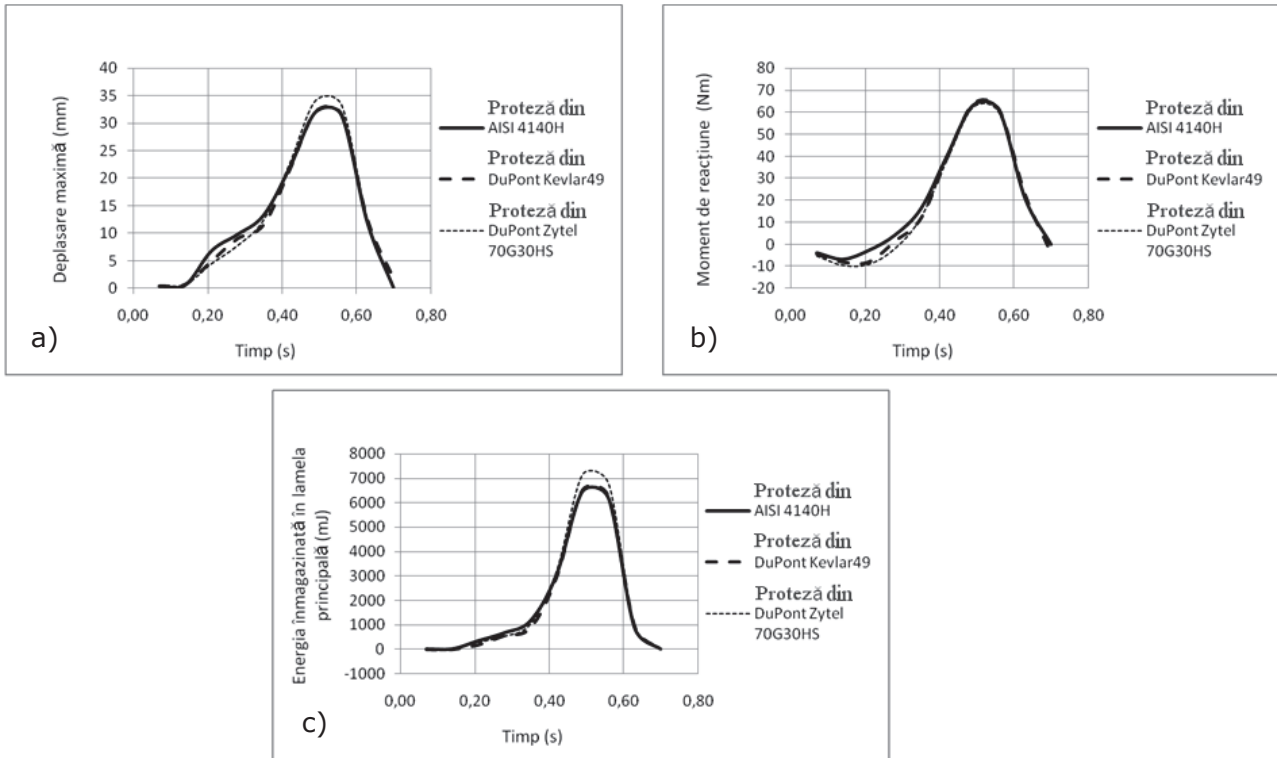 Deplasare maximă (mm)
40
35
30
25
20
15
10
5
0
0,00 0,20 0,40 0,60 0,80
Timp (s)
a)
Proteză din
AISI 4140H
Proteză din
DuPont Kevlar49
Proteză din
DuPont Zytel
70G30HS
Moment de reacțiune (Nm)
80
70
60
50
40
30
20
10
0
-10
-20
0,00 0,20 0,40 0,60 0,80
Timp (s)
b)
Proteză din
AISI 4140H
Proteză din
DuPont Kevlar49
Proteză din
DuPont Zytel
70G30HS
Energia înmagazinată în lamela
principală (mJ)
8000
7000
6000
5000
4000
3000
2000
1000
0
-1000
0,00 0,20 0,40 0,60 0,80
Timp (s)
c)
Proteză din
AISI 4140H
Proteză din
DuPont Kevlar49
Proteză din
DuPont Zytel
70G30HS